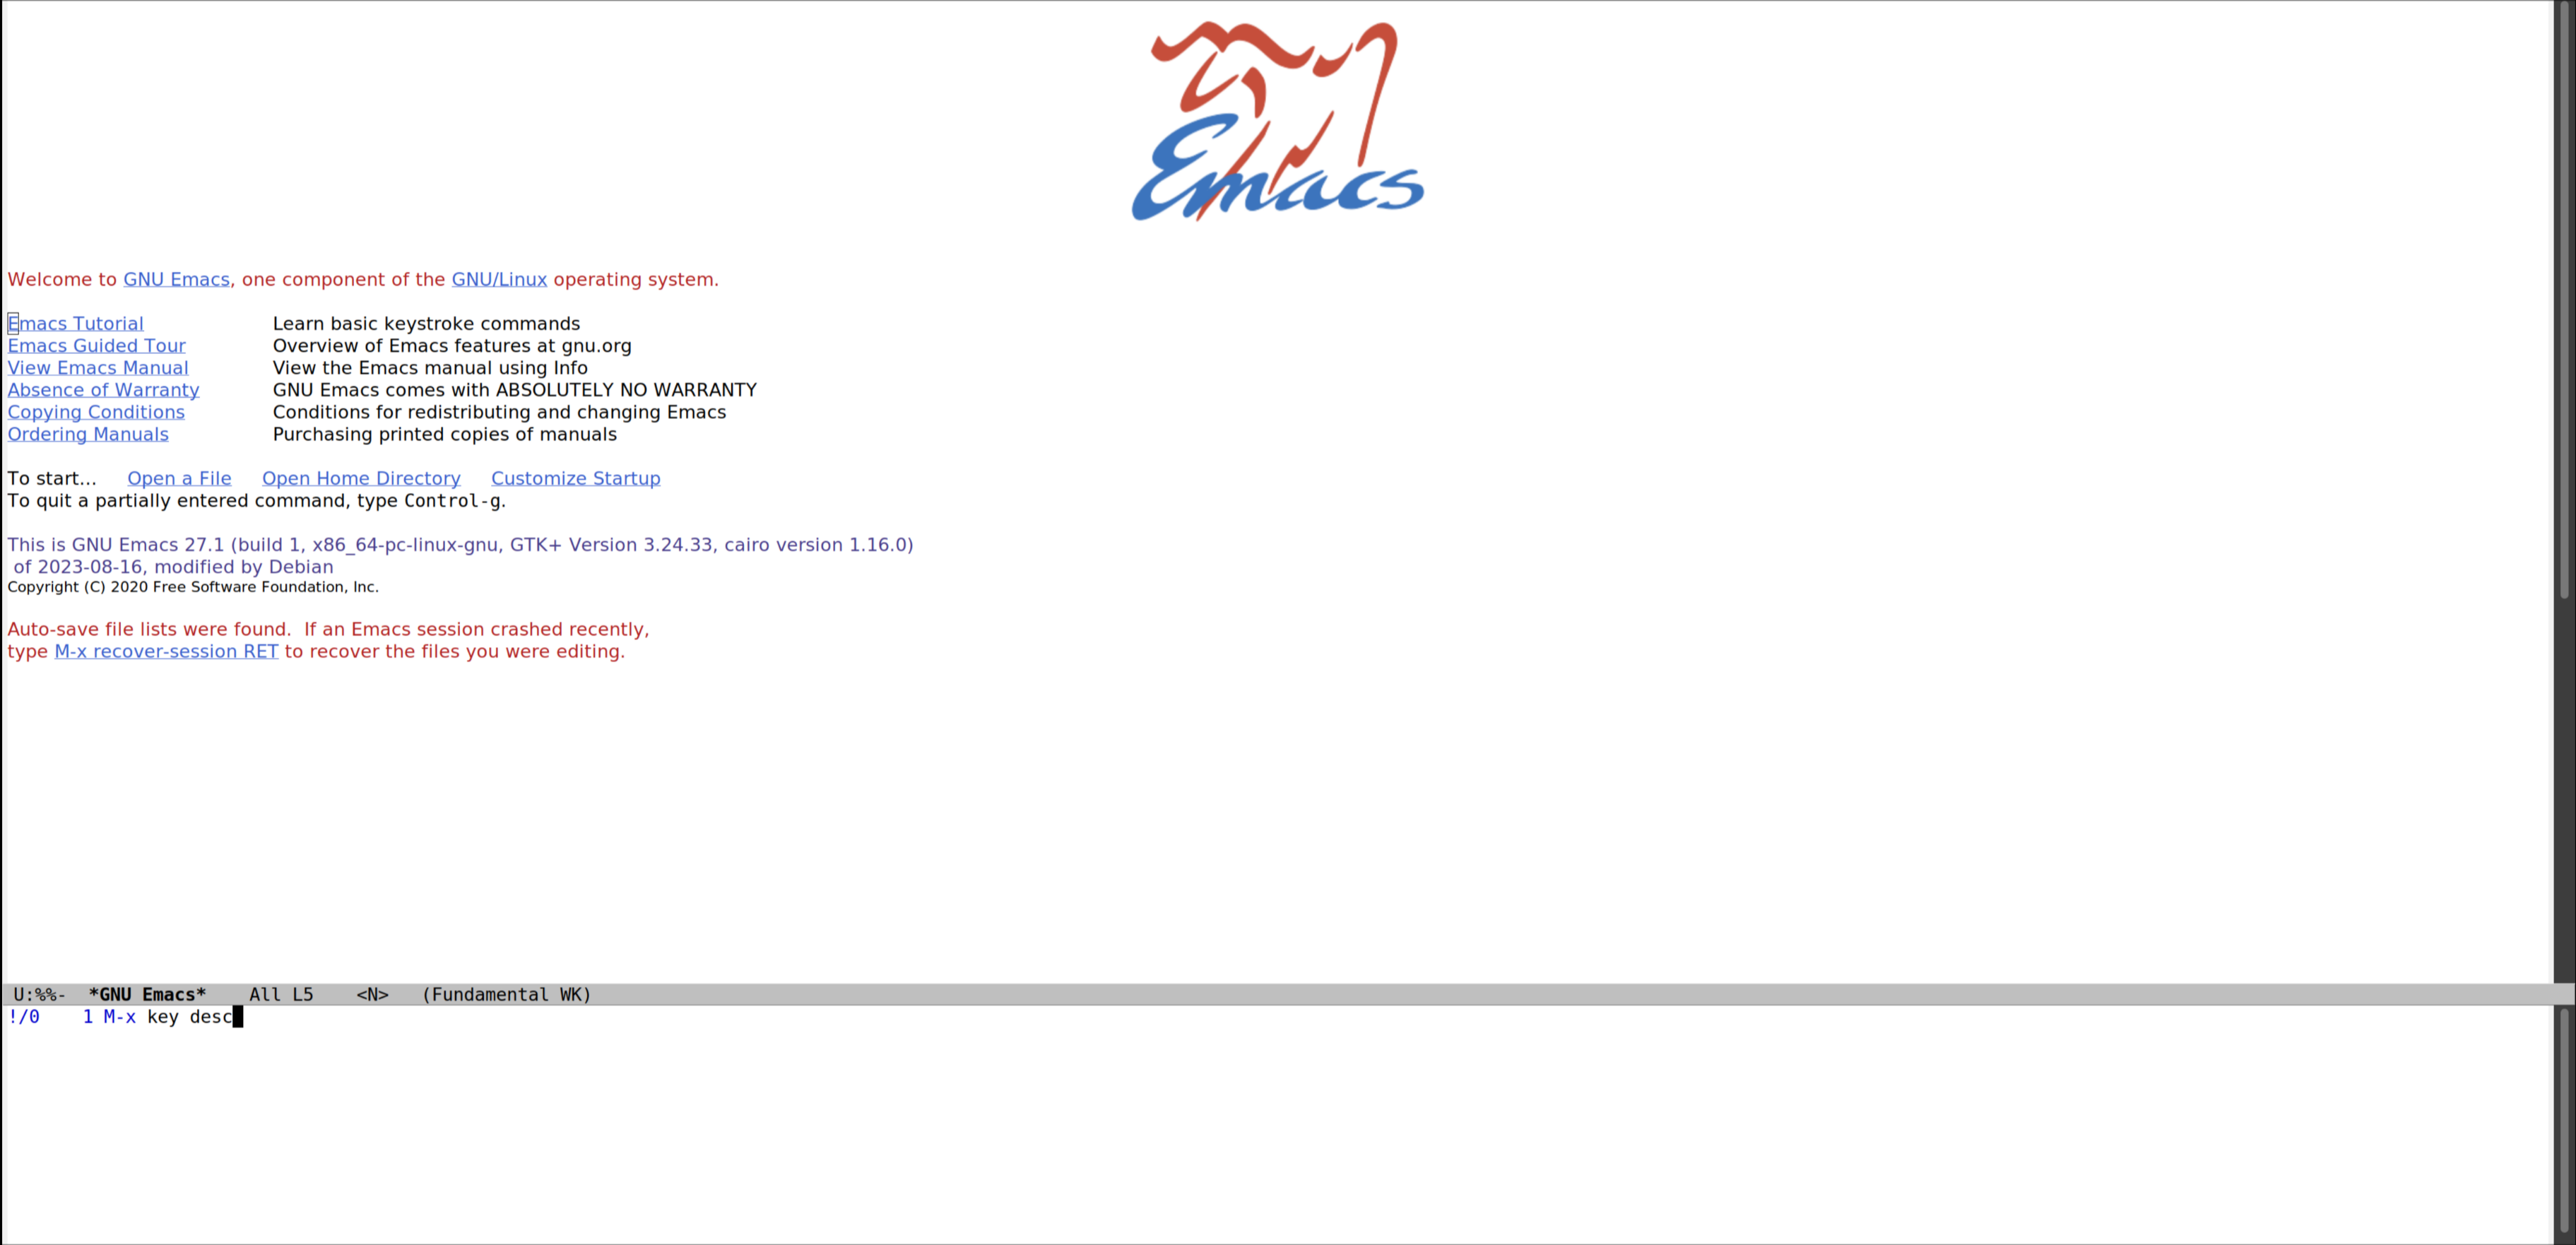 Emacs
Welcome to GNU Emacs, one component of the GNU/Linux operating system.
Emacs Tutorial Learn basic keystroke commands
Emacs Guided Tour Overview of Emacs features at gnu.org
View Emacs Manual View the Emacs manual using Info
Absence of Warranty GNU Emacs comes with ABSOLUTELY NO WARRANTY
Copying Conditions Conditions for redistributing and changing Emacs
Ordering Manuals Purchasing printed copies of manuals
To start... Open a File Open Home Directory Customize Startup
To quit a partially entered command, type Control-g.
This is GNU Emacs 27.1 (build 1, x86_64-pc-linux-gnu, GTK+ Version 3.24.33, cairo version 1.16.0)
of 2023-08-16, modified by Debian
Copyright (C) 2020 Free Software Foundation, Inc.
Auto-save file lists were found. If an Emacs session crashed recently,
type M-x recover-session RET to recover the files you were editing.
U:%%- *GNU Emacs* All L5 <N> (Fundamental WK)
!/0 1 M-x key desc